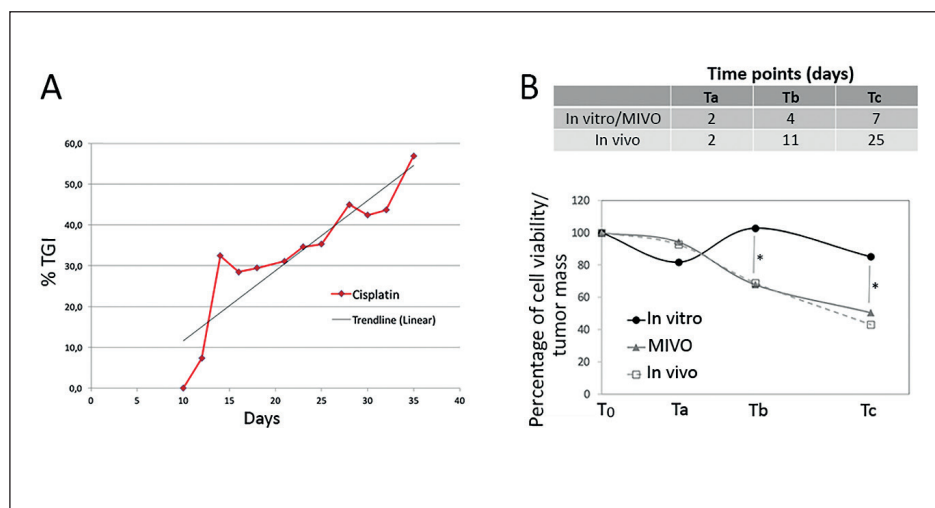 A
60,0
50,0
40,0
30,0
20,0
10,0
0,0
% TGI
Cisplatin
Trendline (Linear)
0 5 10 15 20 25 30 35 40
Days
B
Time points (days)
Ta Tb Tc
In vitro/MIVO 2 4 7
In vivo 2 11 25
Percentage of cell viability/
tumor mass
120
100
80
60
40
20
0
*
*
In vitro
MIVO
In vivo
T0 Ta Tb Tc